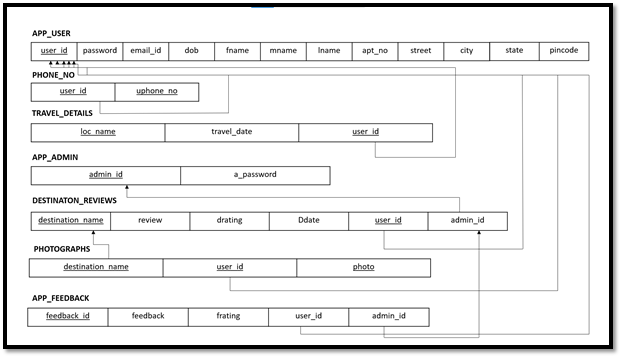 APP_USER
user_id password email_id dob fname mname lname apt_no street city state pincode
PHONE_NO
user_id uphone_no
TRAVEL_DETAILS
loc_name travel_date user_id
APP_ADMIN
admin_id a_password
DESTINATON_REVIEWS
destination_name review drating Ddate user_id admin_id
PHOTOGRAPHS
destination_name user_id photo
APP_FEEDBACK
feedback_id feedback frating user_id admin_id